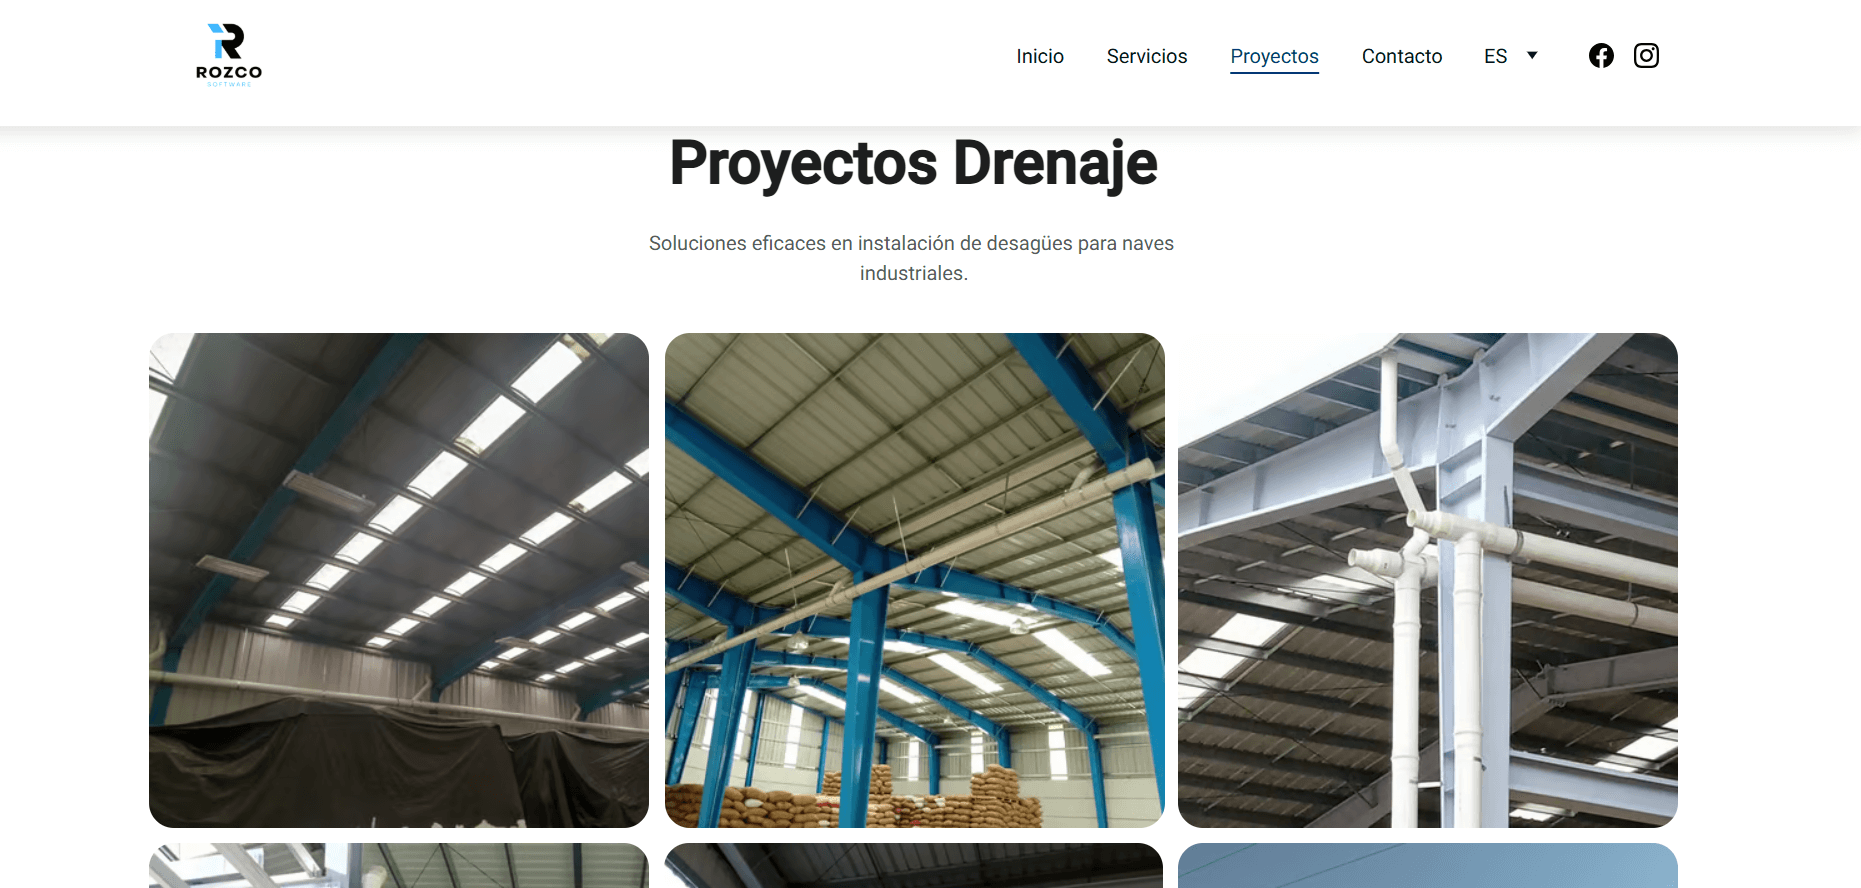 ROZCO
SOFTWARE
Inicio
Servicios
Proyectos
Contacto
ES
Proyectos Drenaje
Soluciones eficaces en instalación de desagües para naves
industriales.